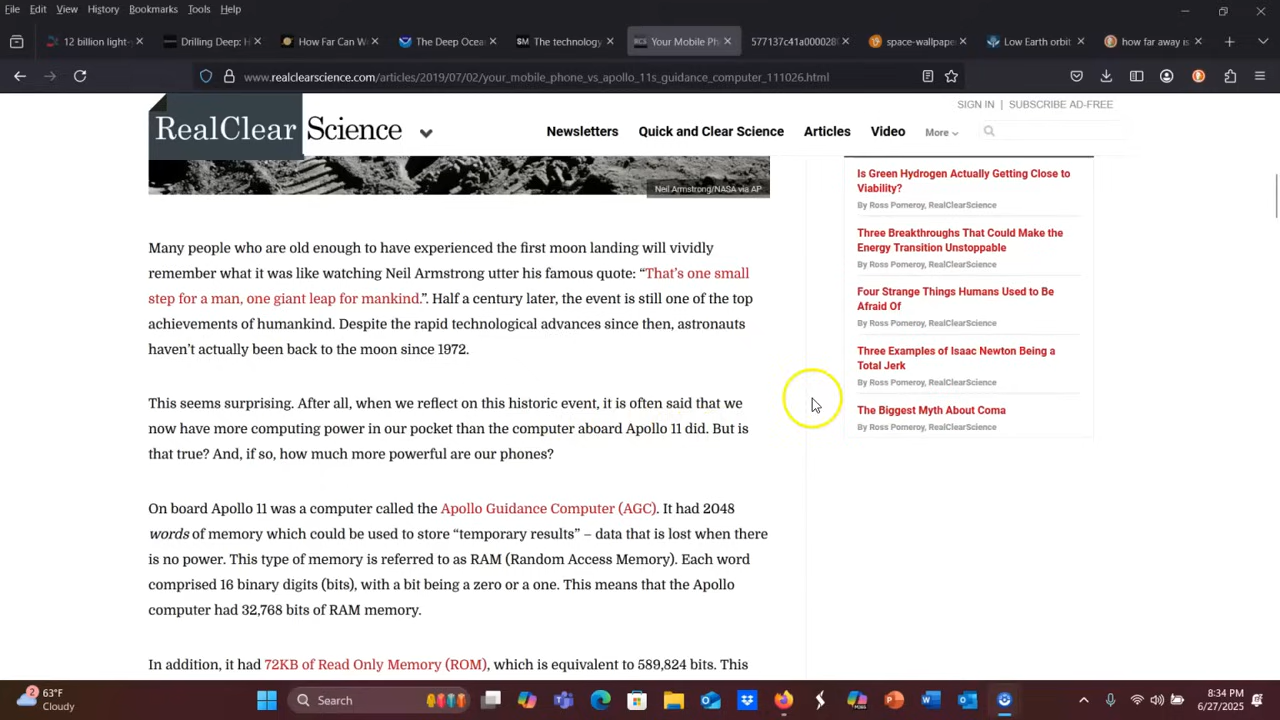 File Edit View History Bookmarks Tools Help
12 billion light-
Drilling Deep: H
How Far Can W
The Deep Ocea
SM The technology
RCS Your Mobile Ph
577137c41a000028
space-wallpape
Low Earth orbit
how far away is
www.realclearscience.com/articles/2019/07/02/your_mobile_phone_vs_apollo_11s_guidance_computer_111026.html
SIGN IN | SUBSCRIBE AD-FREE
RealClear Science
Newsletters Quick and Clear Science Articles Video More
Neil Armstrong/NASA via AP
Many people who are old enough to have experienced the first moon landing will vividly
remember what it was like watching Neil Armstrong utter his famous quote: “That’s one small
step for a man, one giant leap for mankind.”. Half a century later, the event is still one of the top
achievements of humankind. Despite the rapid technological advances since then, astronauts
haven’t actually been back to the moon since 1972.
This seems surprising. After all, when we reflect on this historic event, it is often said that we
now have more computing power in our pocket than the computer aboard Apollo 11 did. But is
that true? And, if so, how much more powerful are our phones?
On board Apollo 11 was a computer called the Apollo Guidance Computer (AGC). It had 2048
words of memory which could be used to store “temporary results” – data that is lost when there
is no power. This type of memory is referred to as RAM (Random Access Memory). Each word
comprised 16 binary digits (bits), with a bit being a zero or a one. This means that the Apollo
computer had 32,768 bits of RAM memory.
In addition, it had 72KB of Read Only Memory (ROM), which is equivalent to 589,824 bits. This
Is Green Hydrogen Actually Getting Close to
Viability?
By Ross Pomeroy, RealClearScience
Three Breakthroughs That Could Make the
Energy Transition Unstoppable
By Ross Pomeroy, RealClearScience
Four Strange Things Humans Used to Be
Afraid Of
By Ross Pomeroy, RealClearScience
Three Examples of Isaac Newton Being a
Total Jerk
By Ross Pomeroy, RealClearScience
The Biggest Myth About Coma
By Ross Pomeroy, RealClearScience
2
63°F
Cloudy
Search
8:34 PM
6/27/2025